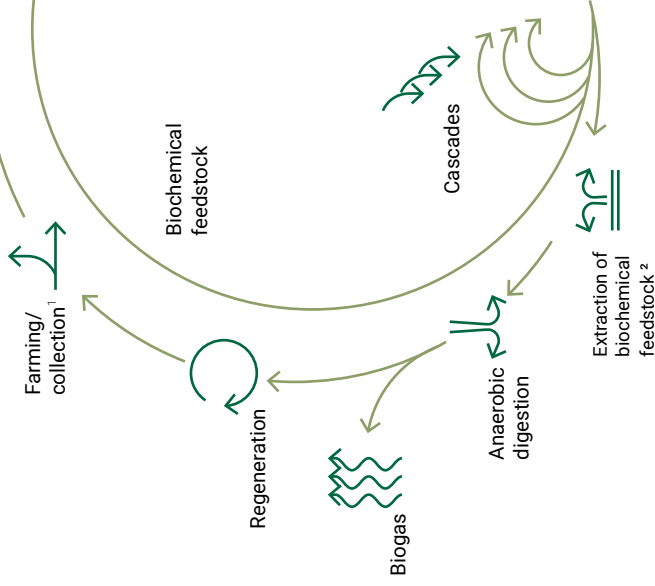 Farming/
collection¹
Regeneration
Biogas
Biochemical
feedstock
Anaerobic
digestion
Cascades
Extraction of
biochemical
feedstock ²